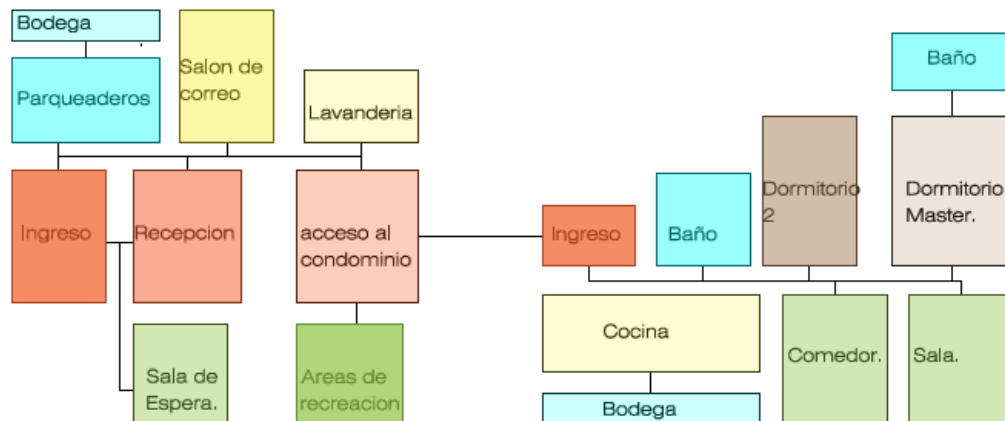 Bodega
Parqueaderos
Salon de
correo
Lavanderia
Ingreso
Recepcion
acceso al
condominio
Sala de
Espera.
Areas de
recreacion
Ingreso
Baño
Dormitorio
2
Baño
Dormitorio
Master.
Cocina
Bodega
Comedor.
Sala.